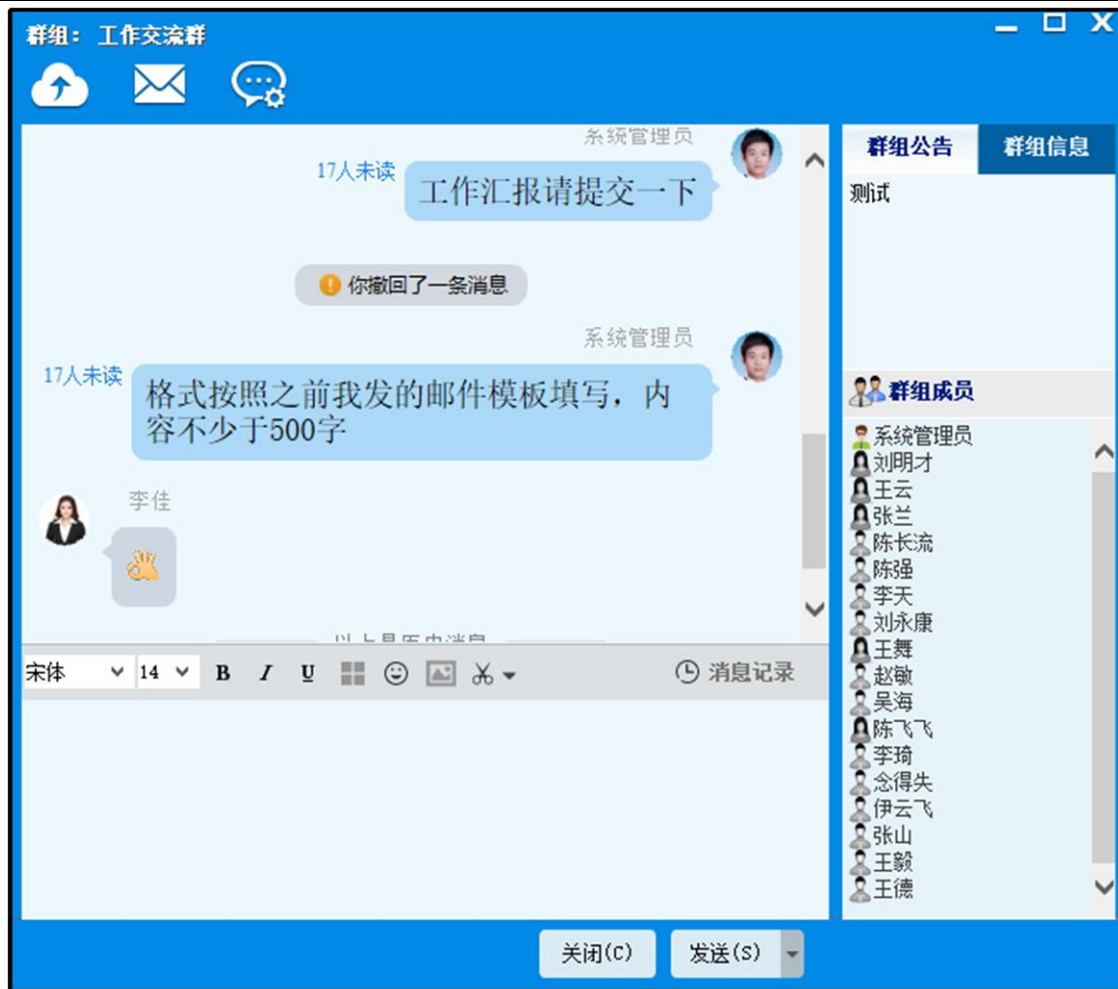 群组： 工作交流群
系统管理员
17人未读
工作汇报请提交一下
你撤回了一条消息
系统管理员
17人未读
格式按照之前我发的邮件模板填写，内
容不少于500字
李佳
以上是历史消息
宋体 14 B I U 消息记录
关闭(C) 发送(S)
群组公告 群组信息
测试
群组成员
系统管理员
刘明才
王云
张兰
陈长流
陈强
李天
刘永康
王舞
赵敏
吴海
陈飞飞
李琦
念得失
伊云飞
张山
王毅
王德